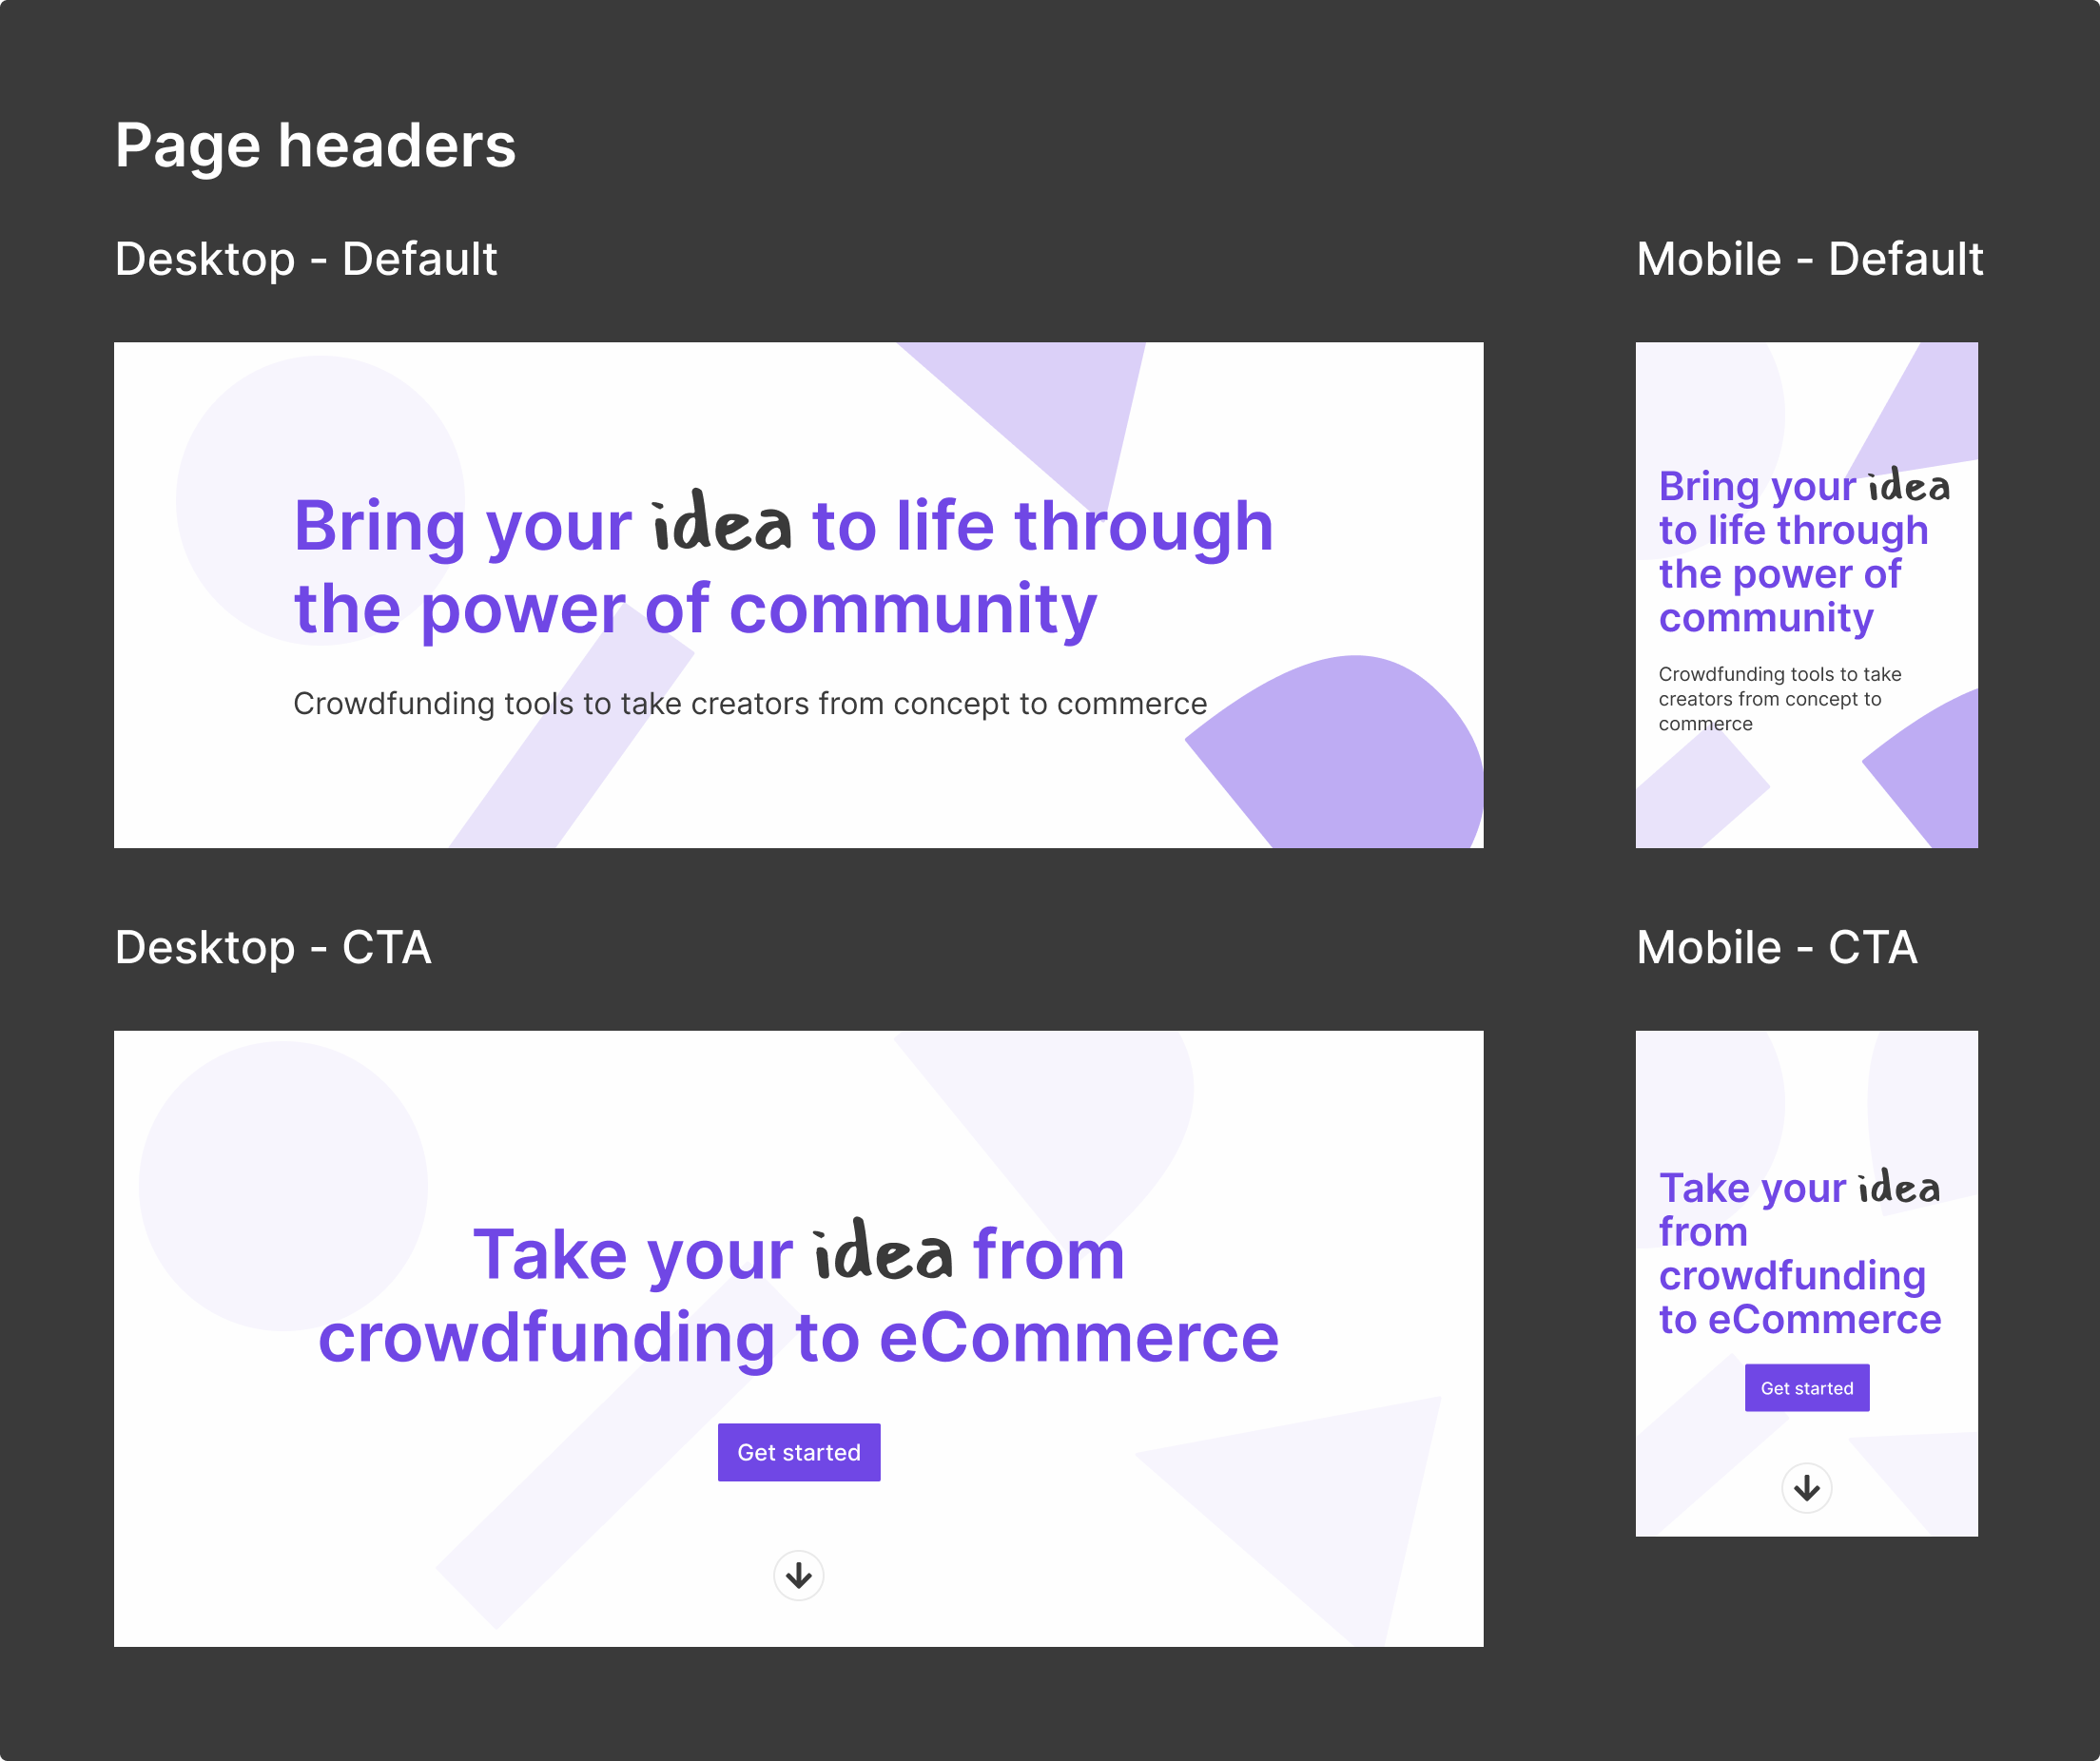 Page headers
Desktop - Default
Bring your idea to life through
the power of community
Crowdfunding tools to take creators from concept to commerce
Mobile - Default
Bring your idea
to life through
the power of
community
Crowdfunding tools to take
creators from concept to
commerce
Desktop - CTA
Take your idea from
crowdfunding to eCommerce
Get started
Mobile - CTA
Take your idea
from
crowdfunding
to eCommerce
Get started